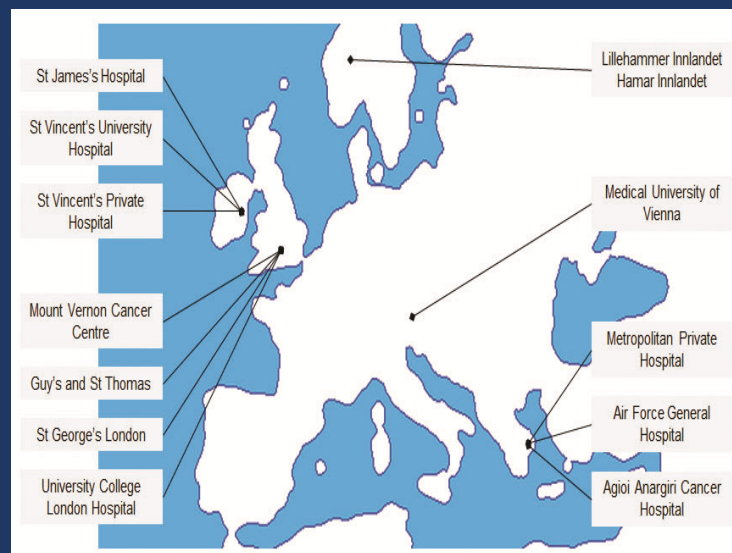 St James's Hospital
St Vincent's University
Hospital
St Vincent's Private
Hospital
Mount Vernon Cancer
Centre
Guy's and St Thomas
St George's London
University College
London Hospital
Lillehammer Innlandet
Hamar Innlandet
Medical University of
Vienna
Metropolitan Private
Hospital
Air Force General
Hospital
Agioi Anargiri Cancer
Hospital